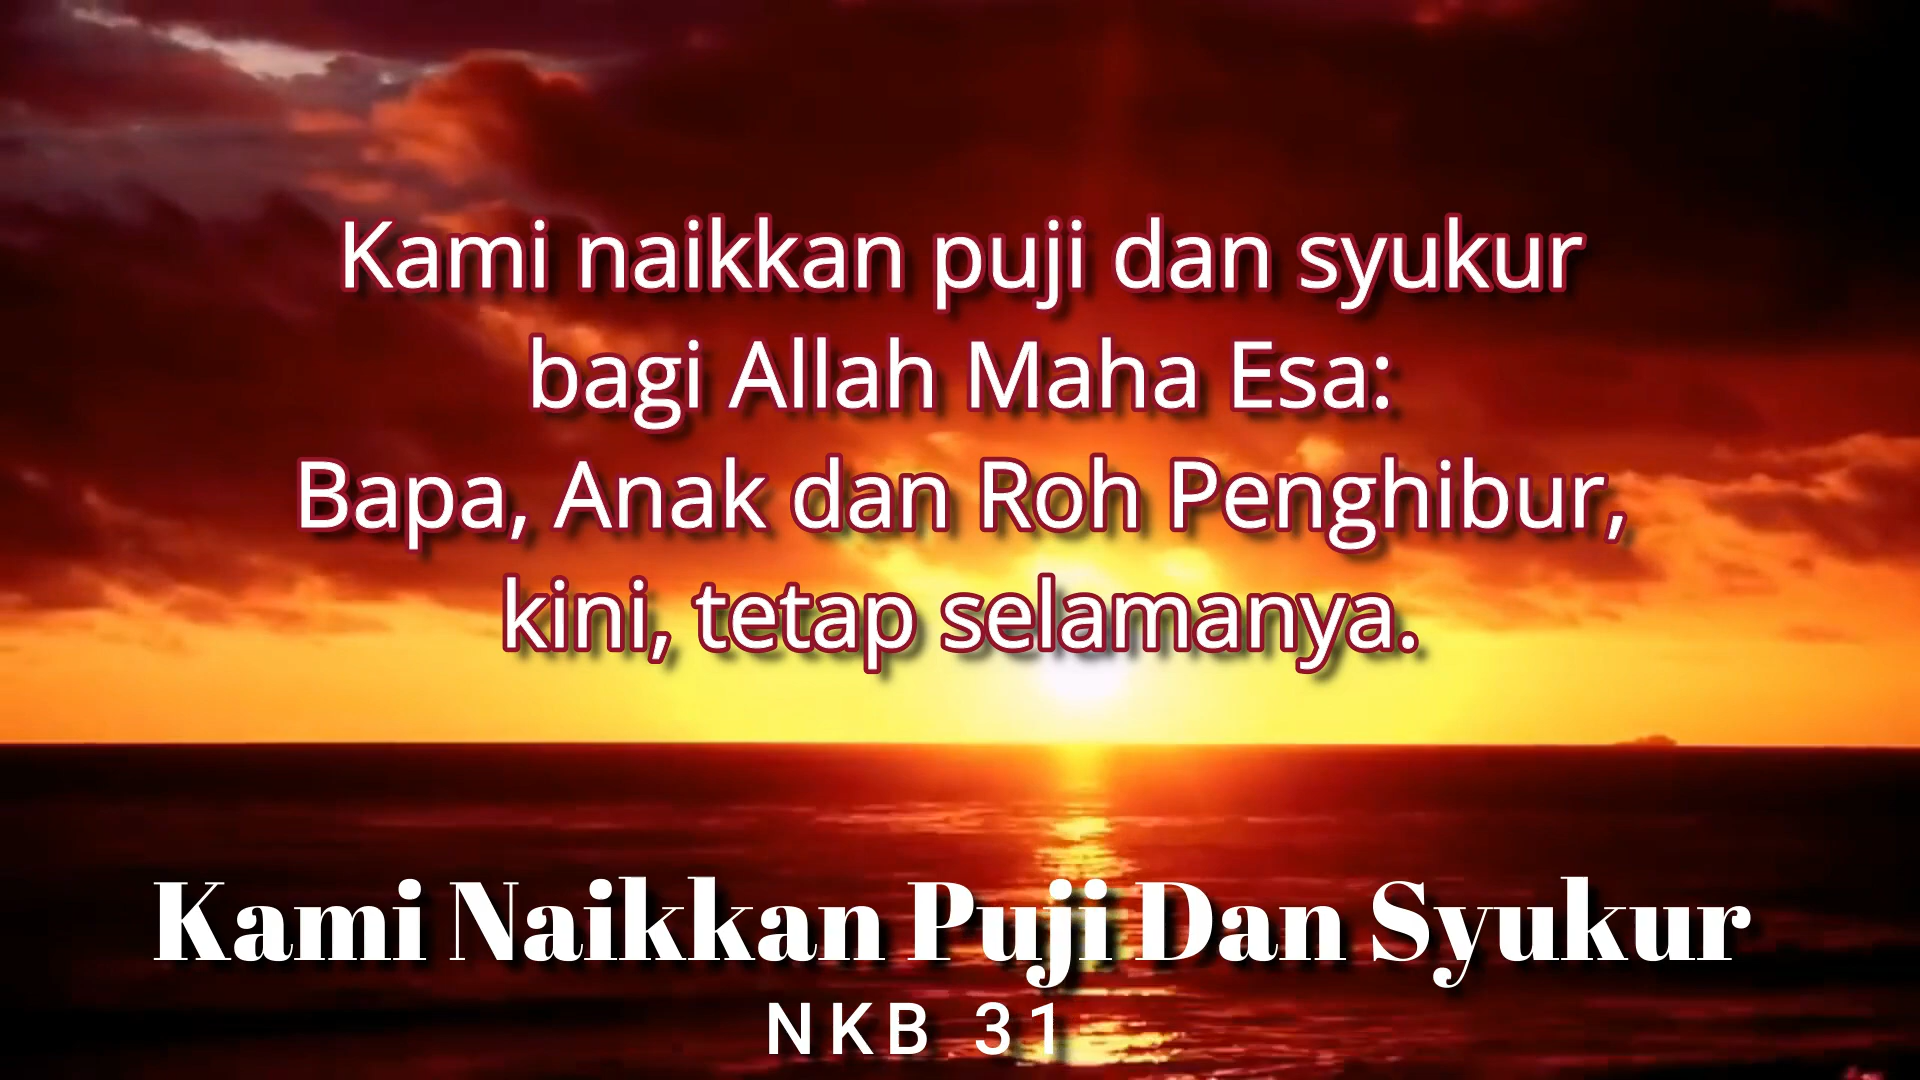 Kami naikkan puji dan syukur
bagi Allah Maha Esa:
Bapa, Anak dan Roh Penghibur,
kini, tetap selamanya.
Kami Naikkan Puji Dan Syukur
NKB 31